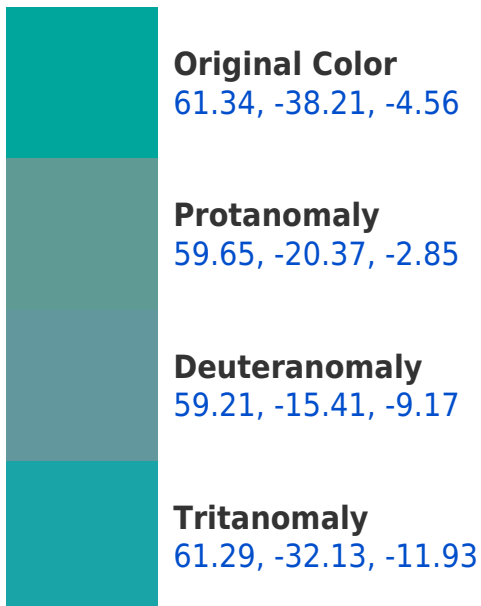 Original Color
61.34, -38.21, -4.56
Protanomaly
59.65, -20.37, -2.85
Deuteranomaly
59.21, -15.41, -9.17
Tritanomaly
61.29, -32.13, -11.93